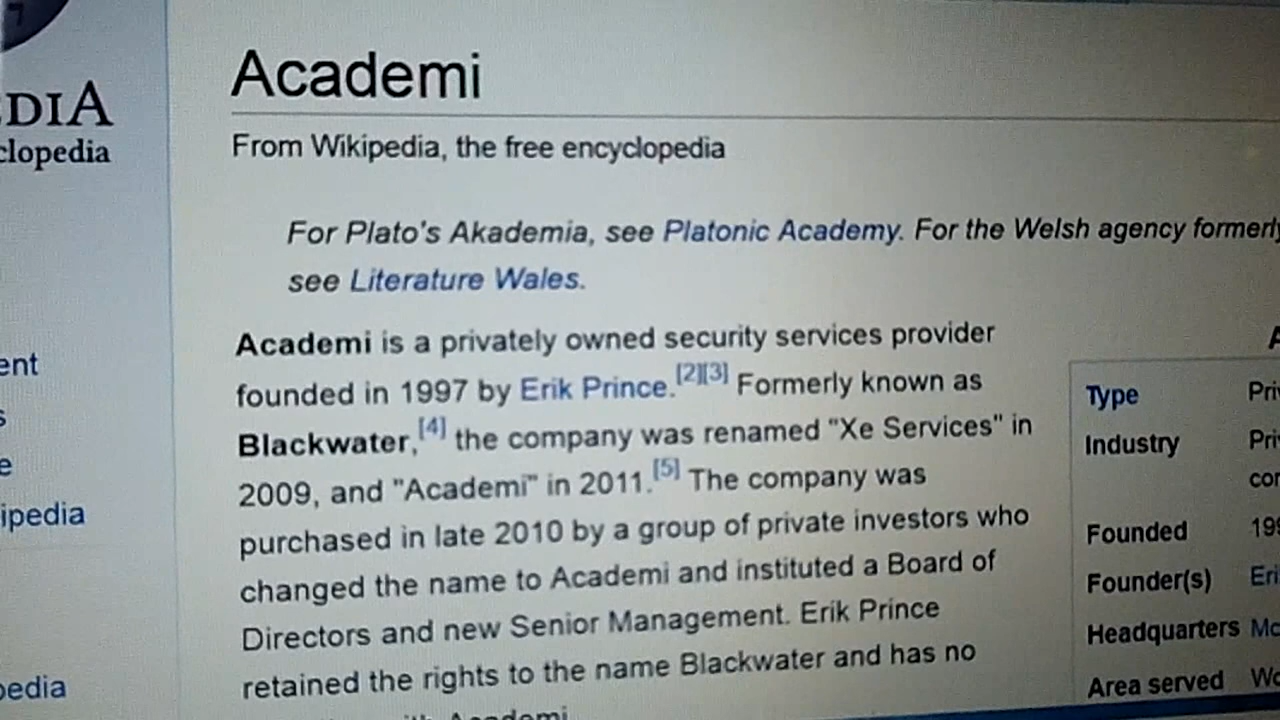 Academi
From Wikipedia, the free encyclopedia
For Plato's Akademia, see Platonic Academy. For the Welsh agency formerly
see Literature Wales.
Academi is a privately owned security services provider
founded in 1997 by Erik Prince.[2][3] Formerly known as
Blackwater,[4] the company was renamed "Xe Services" in
2009, and "Academi" in 2011.[5] The company was
purchased in late 2010 by a group of private investors who
changed the name to Academi and instituted a Board of
Directors and new Senior Management. Erik Prince
retained the rights to the name Blackwater and has no
Academi
Type
Industry
Founded
Founder(s)
Headquarters
Area served
EDIA
clopedia
ent
ipedia
pedia